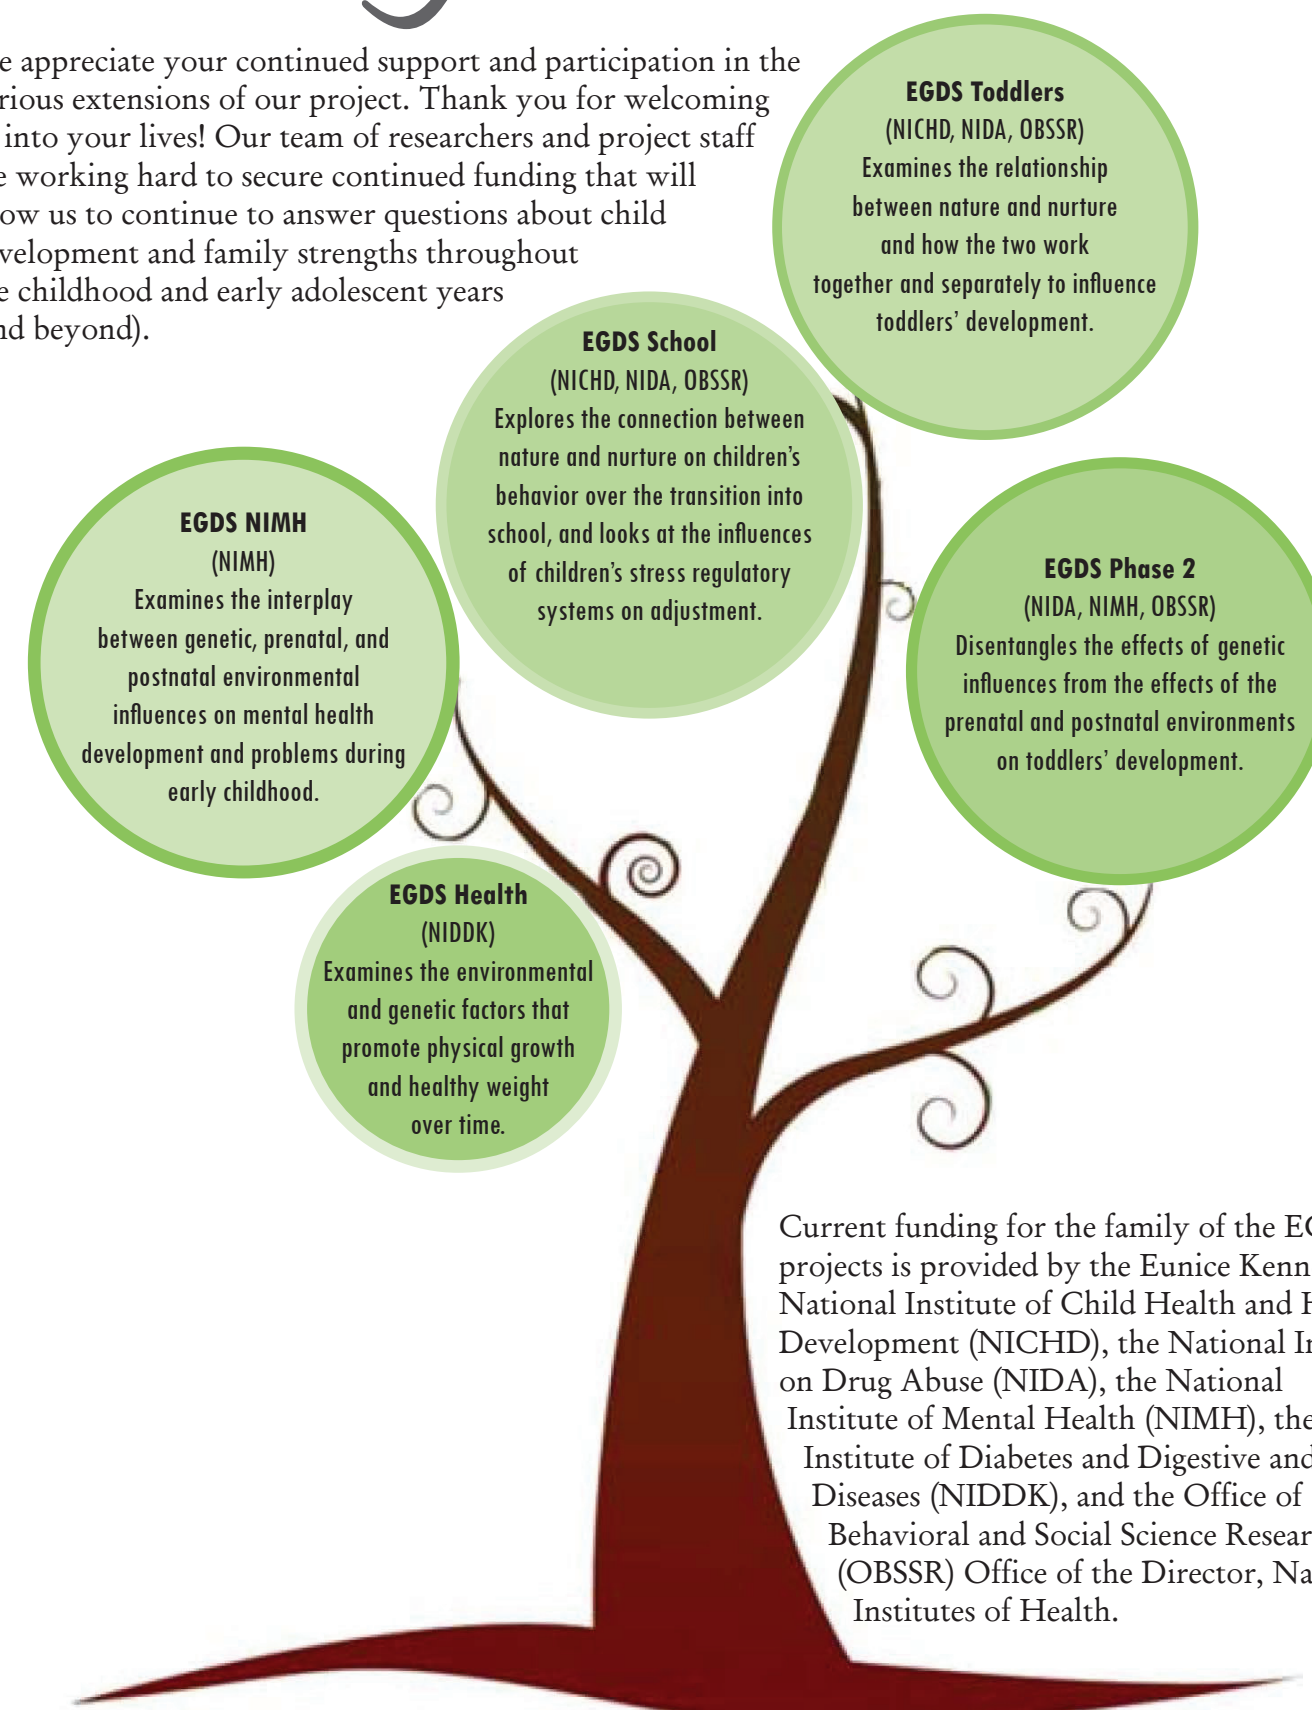 e appreciate your continued support and participation in the
rious extensions of our project. Thank you for welcoming
into your lives! Our team of researchers and project staff
e working hard to secure continued funding that will
ow us to continue to answer questions about child
velopment and family strengths throughout
e childhood and early adolescent years
nd beyond).
EGDS Toddlers
(NICHD, NIDA, OBSSR)
Examines the relationship
between nature and nurture
and how the two work
together and separately to influence
toddlers’ development.
EGDS School
(NICHD, NIDA, OBSSR)
Explores the connection between
nature and nurture on children’s
behavior over the transition into
school, and looks at the influences
of children’s stress regulatory
systems on adjustment.
EGDS NIMH
(NIMH)
Examines the interplay
between genetic, prenatal, and
postnatal environmental
influences on mental health
development and problems during
early childhood.
EGDS Phase 2
(NIDA, NIMH, OBSSR)
Disentangles the effects of genetic
influences from the effects of the
prenatal and postnatal environments
on toddlers’ development.
EGDS Health
(NIDDK)
Examines the environmental
and genetic factors that
promote physical growth
and healthy weight
over time.
Current funding for the family of the EG
projects is provided by the Eunice Kenn
National Institute of Child Health and H
Development (NICHD), the National In
on Drug Abuse (NIDA), the National
Institute of Mental Health (NIMH), the
Institute of Diabetes and Digestive and
Diseases (NIDDK), and the Office of
Behavioral and Social Science Resear
(OBSSR) Office of the Director, Na
Institutes of Health.